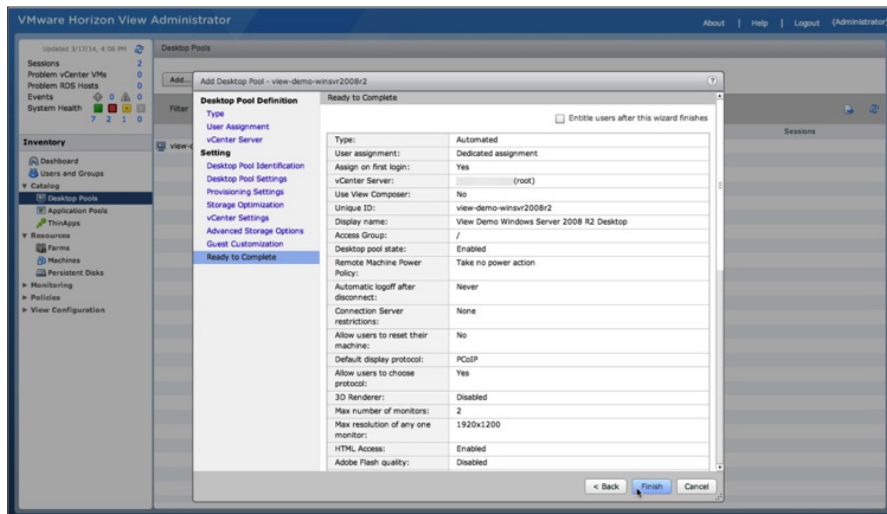 VMware Horizon View Administrator
About | Help | Logout (Administrator)
Updated 3/17/14, 4:06 PM
Sessions 2
Problem vCenter VMs 0
Problem RDS Hosts 0
Events 0 0
System Health
7 2 1 0
Inventory
Dashboard
Users and Groups
Catalog
Desktop Pools
Application Pools
ThinApps
Resources
Farms
Machines
Persistent Disks
Monitoring
Policies
View Configuration
Desktop Pools
Add...
Filter
Sessions
Add Desktop Pool - view-demo-winsvr2008r2 ?
Desktop Pool Definition
Type
User Assignment
vCenter Server
Setting
Desktop Pool Identification
Desktop Pool Settings
Provisioning Settings
Storage Optimization
vCenter Settings
Advanced Storage Options
Guest Customization
Ready to Complete
Ready to Complete
Entitle users after this wizard finishes
Type: Automated
User assignment: Dedicated assignment
Assign on first login: Yes
vCenter Server: (root)
Use View Composer: No
Unique ID: view-demo-winsvr2008r2
Display name: View Demo Windows Server 2008 R2 Desktop
Access Group: /
Desktop pool state: Enabled
Remote Machine Power Take no power action
Policy:
Automatic logoff after Never
disconnect:
Connection Server None
restrictions:
Allow users to reset their No
machine:
Default display protocol: PCoIP
Allow users to choose Yes
protocol:
3D Renderer: Disabled
Max number of monitors: 2
Max resolution of any one 1920x1200
monitor:
HTML Access: Enabled
Adobe Flash quality: Disabled
< Back Finish Cancel